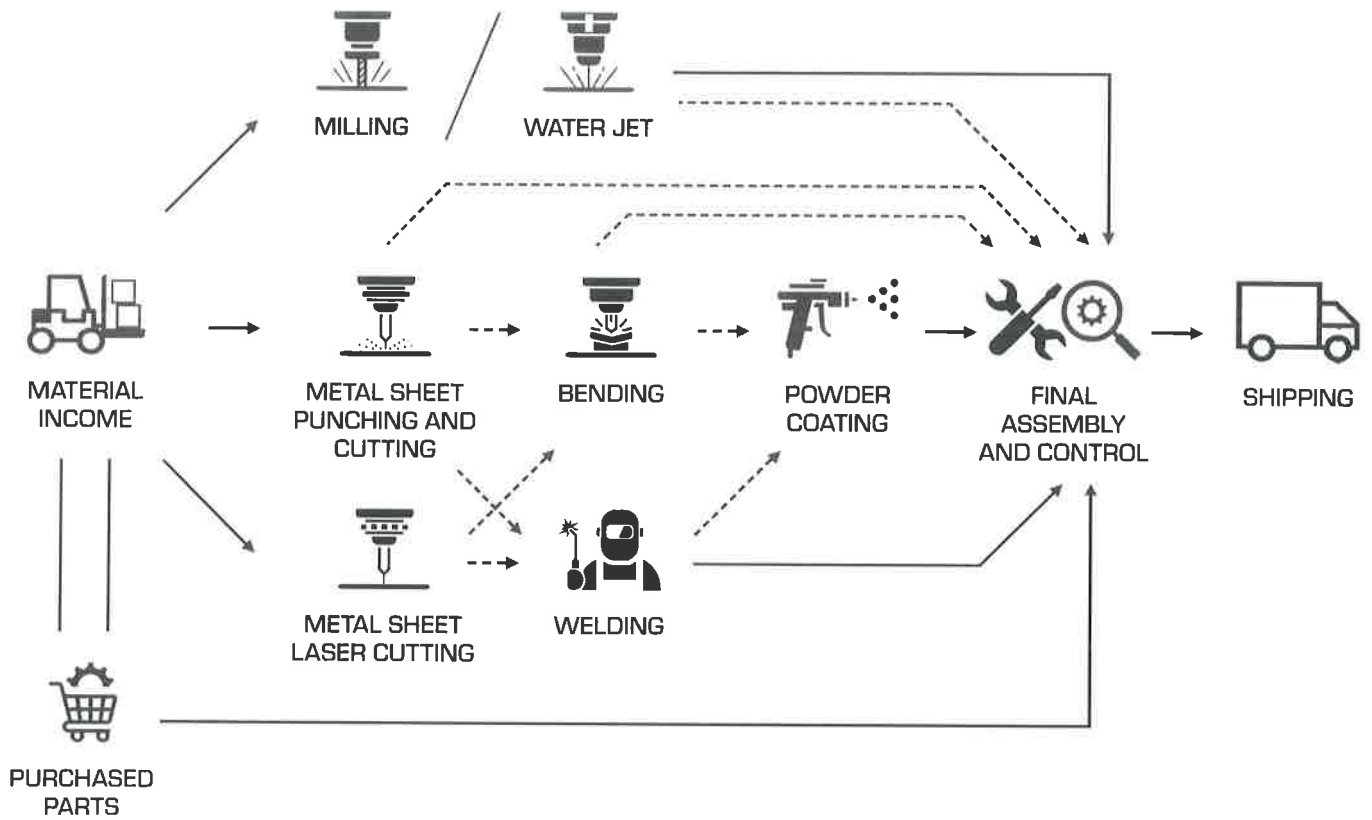 MILLING
WATER JET
MATERIAL
INCOME
METAL SHEET
PUNCHING AND
CUTTING
BENDING
POWDER
COATING
FINAL
ASSEMBLY
AND CONTROL
SHIPPING
METAL SHEET
LASER CUTTING
WELDING
PURCHASED
PARTS